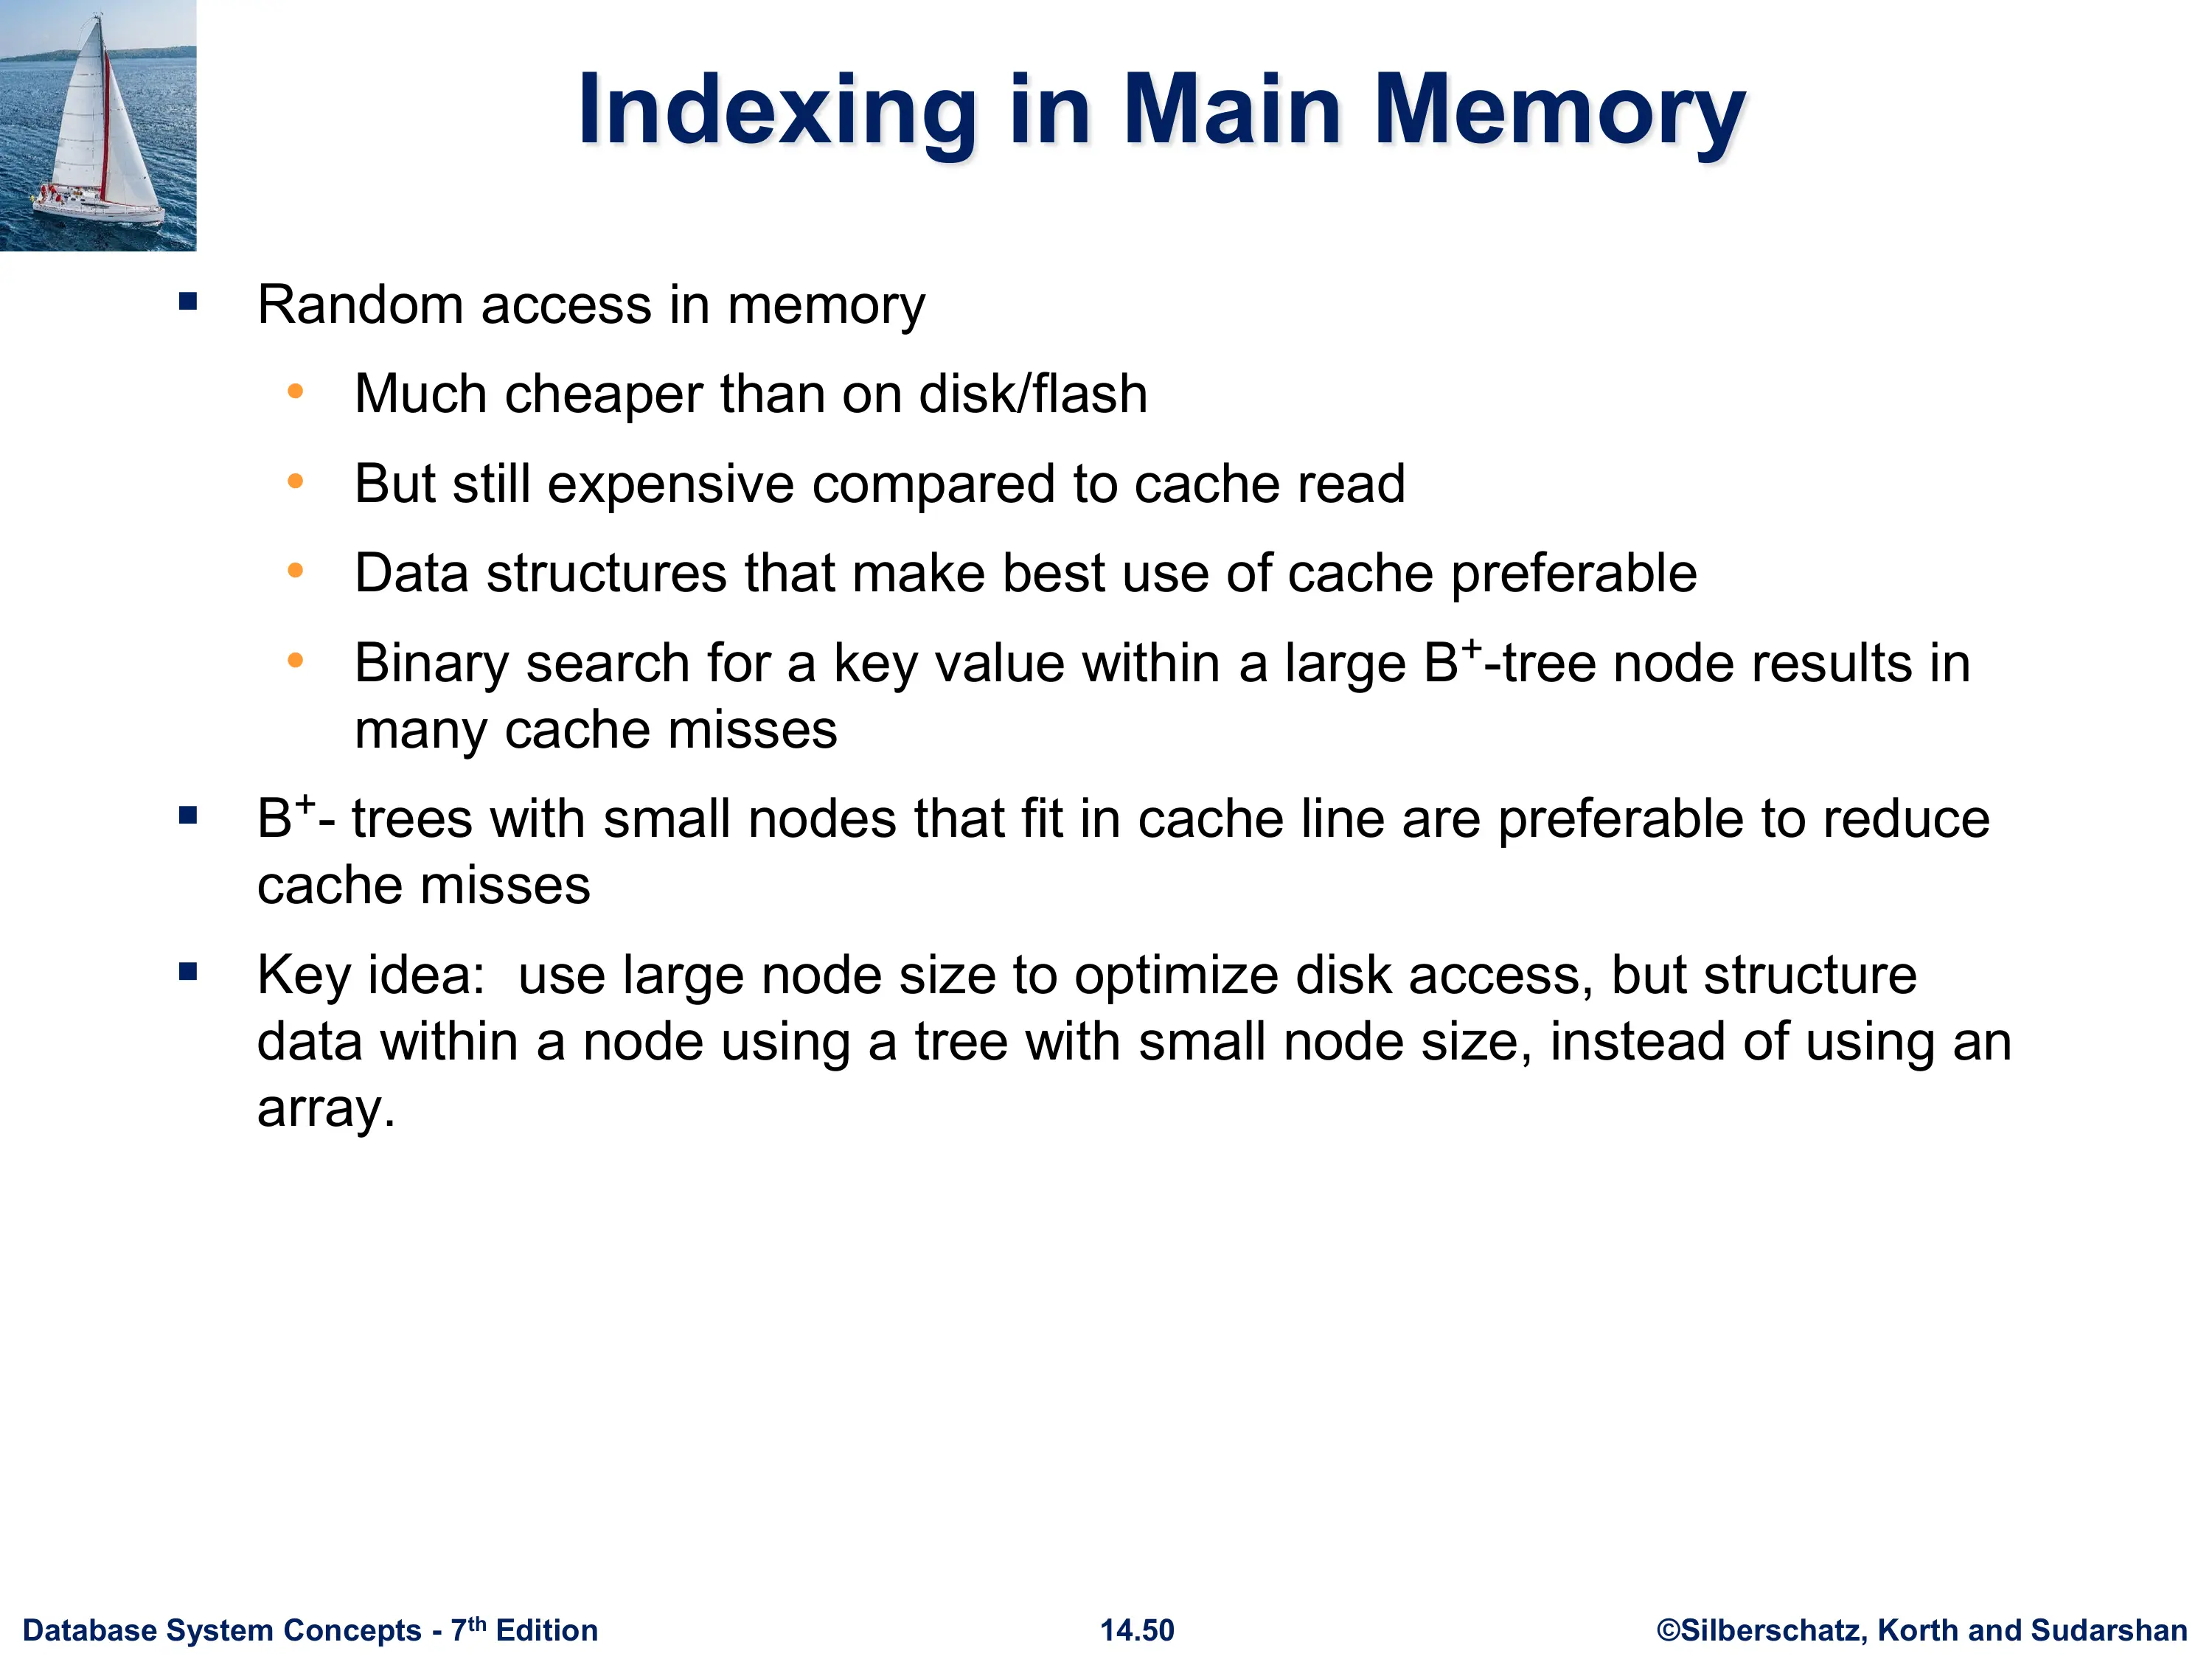 Indexing in Main Memory
▪ Random access in memory
• Much cheaper than on disk/flash
• But still expensive compared to cache read
• Data structures that make best use of cache preferable
• Binary search for a key value within a large B⁺-tree node results in
many cache misses
▪ B⁺- trees with small nodes that fit in cache line are preferable to reduce
cache misses
▪ Key idea:  use large node size to optimize disk access, but structure
data within a node using a tree with small node size, instead of using an
array.
Database System Concepts - 7th Edition 14.50 ©Silberschatz, Korth and Sudarshan